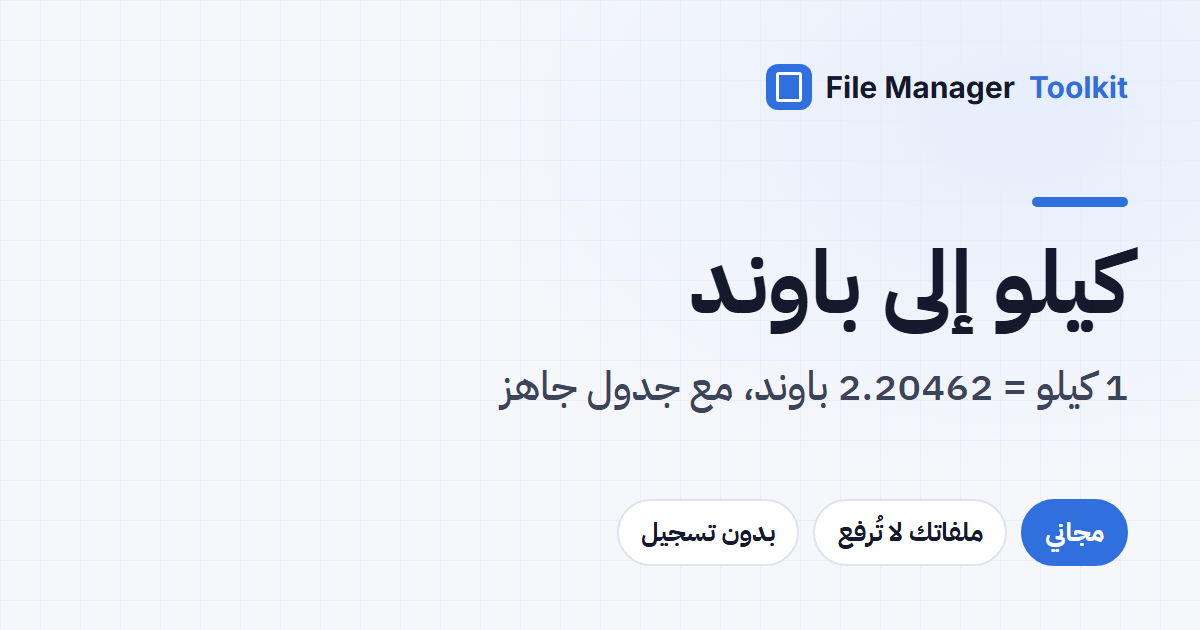 File Manager Toolkit
كيلو إلى باوند
1 كيلو = 2.20462 باوند، مع جدول جاهز
مجاني
ملفاتك لا تُرفع
بدون تسجيل